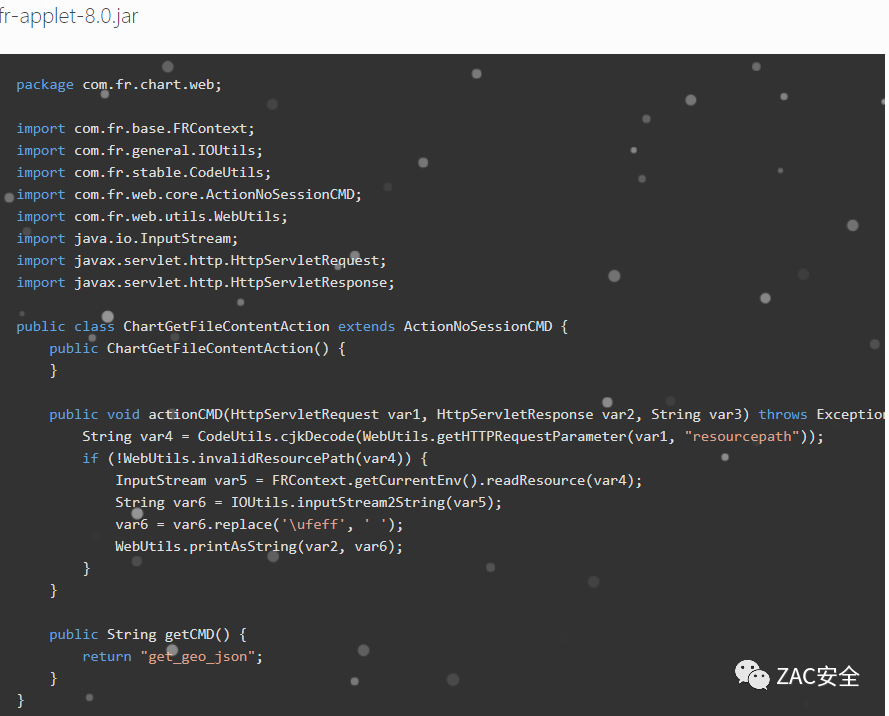 fr-applet-8.0.jar
package com.fr.chart.web;
import com.fr.base.FRContext;
import com.fr.general.IOUtils;
import com.fr.stable.CodeUtils;
import com.fr.web.core.ActionNoSessionCMD;
import com.fr.web.utils.WebUtils;
import java.io.InputStream;
import javax.servlet.http.HttpServletRequest;
import javax.servlet.http.HttpServletResponse;
public class ChartGetFileContentAction extends ActionNoSessionCMD {
    public ChartGetFileContentAction() {
    }
    public void actionCMD(HttpServletRequest var1, HttpServletResponse var2, String var3) throws Exception
        String var4 = CodeUtils.cjkDecode(WebUtils.getHTTPRequestParameter(var1, "resourcepath"));
        if (!WebUtils.invalidResourcePath(var4)) {
            InputStream var5 = FRContext.getCurrentEnv().readResource(var4);
            String var6 = IOUtils.inputStream2String(var5);
            var6 = var6.replace('\ufeff', ' ');
            WebUtils.printAsString(var2, var6);
        }
    }
    public String getCMD() {
        return "get_geo_json";
    }
}
ZAC安全